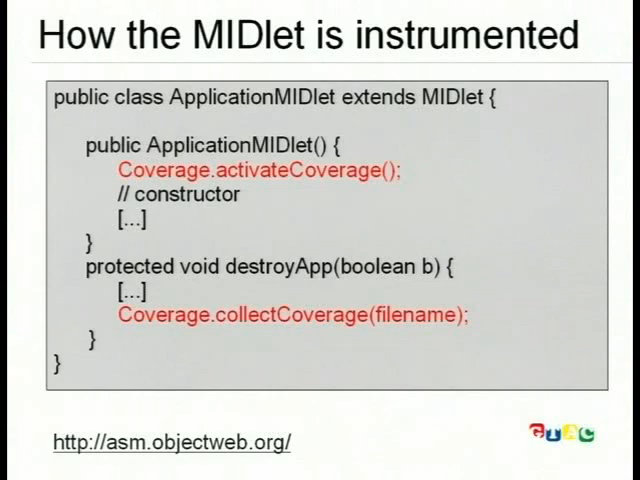 How the MIDlet is instrumented
public class ApplicationMIDlet extends MIDlet {
public ApplicationMIDlet() {
Coverage.activateCoverage();
// constructor
[...]
}
protected void destroyApp(boolean b) {
[...]
Coverage.collectCoverage(filename);
}
}
http://asm.objectweb.org/
GTAC